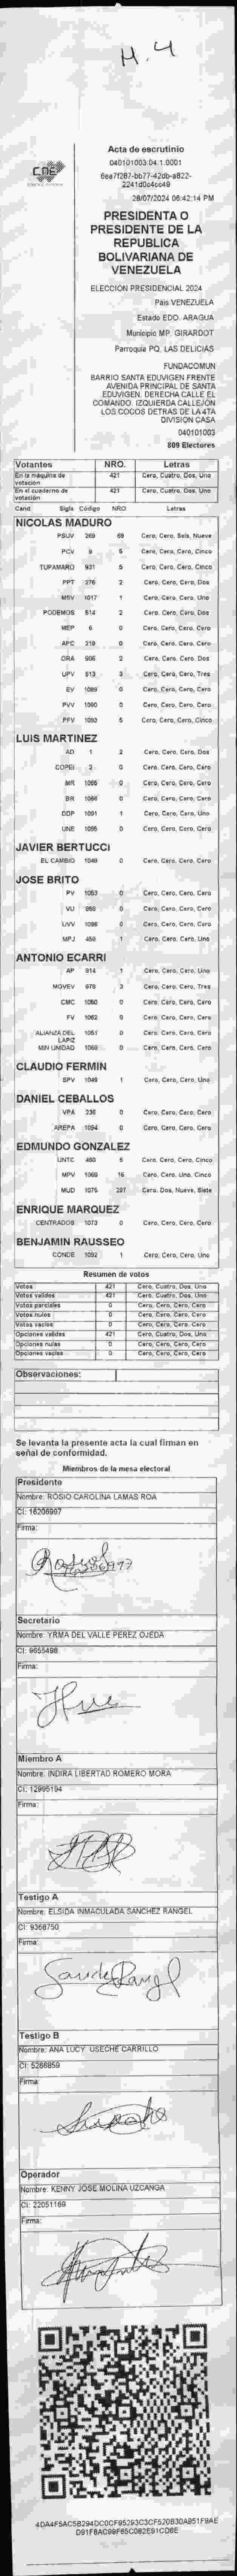 H.4
Acta de escrutinio
040101003.04.1.0001
2241d0c4cc49
28/07/2024 06:42:14 PM
CNE
PRESIDENTA O
PRESIDENTE DE LA
REPUBLICA
BOLIVARIANA DE
VENEZUELA
ELECCION PRESIDENCIAL 2024
Pais VENEZUELA
Estado EDO. ARAGUA
Municipio MP. GIRARDOT
Parroquia PQ. LAS DELICIAS
FUNDACOMUN
BARRIO SANTA EDUVIGEN FRENTE
AVENIDA PRINCIPAL DE SANTA
EDUVIGEN. DERECHA CALLE EL
COMANDO. IZQUIERDA CALLEJÓN
LOS COCOS DETRAS DE LA 4TA
DIVISION CASA
040101003
809 Electores
Votantes NRO. Letras
En la máquina de votación 421 Cero, Cuatro, Dos, Uno
En el cuaderno de votación 421 Cero, Cuatro, Dos, Uno
Cand Sigla Código NRO Letras
NICOLAS MADURO
PSUV 269 69 Cero, Cero, Seis, Nueve
PCV 9 5 Cero, Cero, Cero, Cinco
TUPAMARO 931 5 Cero, Cero, Cero, Cinco
PPT 276 2 Cero, Cero, Cero, Dos
MSV 1017 1 Cero, Cero, Cero, Uno
PODEMOS 514 2 Cero, Cero, Cero, Dos
MEP 6 0 Cero, Cero, Cero, Cero
APC 219 0 Cero, Cero, Cero, Cero
ORA 906 2 Cero, Cero, Cero, Dos
UPV 513 3 Cero, Cero, Cero, Tres
EV 1089 0 Cero, Cero, Cero, Cero
PVV 1090 0 Cero, Cero, Cero, Cero
PFV 1093 5 Cero, Cero, Cero, Cinco
LUIS MARTINEZ
AD 1 2 Cero, Cero, Cero, Dos
COPEI 2 0 Cero, Cero, Cero, Cero
MR 1065 0 Cero, Cero, Cero, Cero
BR 1066 0 Cero, Cero, Cero, Cero
DDP 1091 1 Cero, Cero, Cero, Uno
UNE 1095 0 Cero, Cero, Cero, Cero
JAVIER BERTUCCI
EL CAMBIO 1049 0 Cero, Cero, Cero, Cero
JOSE BRITO
PV 1053 0 Cero, Cero, Cero, Cero
VU 958 0 Cero, Cero, Cero, Cero
UVV 1098 0 Cero, Cero, Cero, Cero
MPJ 450 1 Cero, Cero, Cero, Uno
ANTONIO ECARRI
AP 914 1 Cero, Cero, Cero, Uno
MOVEV 978 3 Cero, Cero, Cero, Tres
CMC 1050 0 Cero, Cero, Cero, Cero
FV 1062 0 Cero, Cero, Cero, Cero
ALIANZA DEL LAPIZ 1051 0 Cero, Cero, Cero, Cero
MIN UNIDAD 1069 0 Cero, Cero, Cero, Cero
CLAUDIO FERMIN
SPV 1049 1 Cero, Cero, Cero, Uno
DANIEL CEBALLOS
VPA 236 0 Cero, Cero, Cero, Cero
AREPA 1094 0 Cero, Cero, Cero, Cero
EDMUNDO GONZALEZ
UNTC 460 5 Cero, Cero, Cero, Cinco
MPV 1069 16 Cero, Cero, Uno, Cinco
MUD 1075 297 Cero, Dos, Nueve, Siete
ENRIQUE MARQUEZ
CENTRADOS 1073 0 Cero, Cero, Cero, Cero
BENJAMIN RAUSSEO
CONDE 1092 1 Cero, Cero, Cero, Uno
Resumen de votos
Votos 421 Cero, Cuatro, Dos, Uno
Votos válidos 421 Cero, Cuatro, Dos, Uno
Votos parciales 0 Cero, Cero, Cero, Cero
Votos nulos 0 Cero, Cero, Cero, Cero
Votos vacíos 0 Cero, Cero, Cero, Cero
Opciones válidas 421 Cero, Cuatro, Dos, Uno
Opciones nulas 0 Cero, Cero, Cero, Cero
Opciones vacías 0 Cero, Cero, Cero, Cero
Observaciones:
Se levanta la presente acta la cual firman en
señal de conformidad.
Miembros de la mesa electoral
Presidente
Nombre: ROSIO CAROLINA LAMAS ROA
CI: 16206997
Firma:
Secretario
Nombre: YRMA DEL VALLE PEREZ OJEDA
CI: 9655498
Firma:
Miembro A
Nombre: INDIRA LIBERTAD ROMERO MORA
CI: 12995194
Firma:
Testigo A
Nombre: ELSIDA INMACULADA SANCHEZ RANGEL
CI: 9368750
Firma:
Testigo B
Nombre: ANA LUCY USECHE CARRILLO
CI: 5266859
Firma:
Operador
Nombre: KENNY JOSE MOLINA UZCANGA
CI: 22051169
Firma: